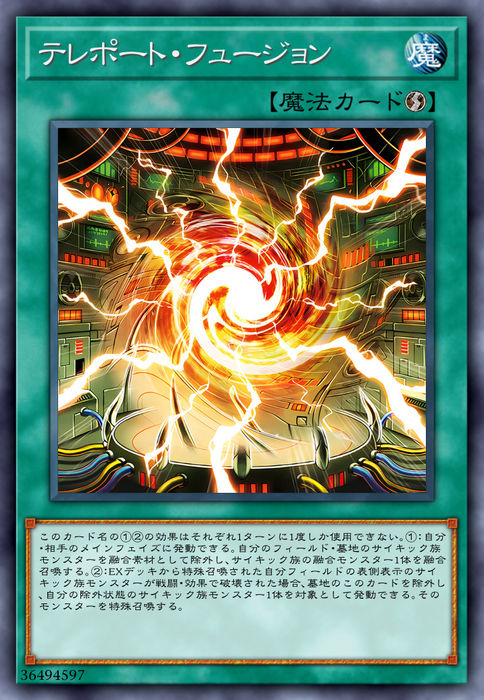 テレポート・フュージョン
魔
【魔法カード】
このカード名の①②の効果はそれぞれ1ターンに1度しか使用できない。①：自分
・相手のメインフェイズに発動できる。自分のフィールド・墓地のサイキック族
モンスターを融合素材として除外し、サイキック族の融合モンスター1体を融合
召喚する。②：EXデッキから特殊召喚された自分フィールドの表側表示のサイ
キック族モンスターが戦闘・効果で破壊された場合、墓地のこのカードを除外し
、自分の除外状態のサイキック族モンスター1体を対象として発動できる。その
モンスターを特殊召喚する。
36494597